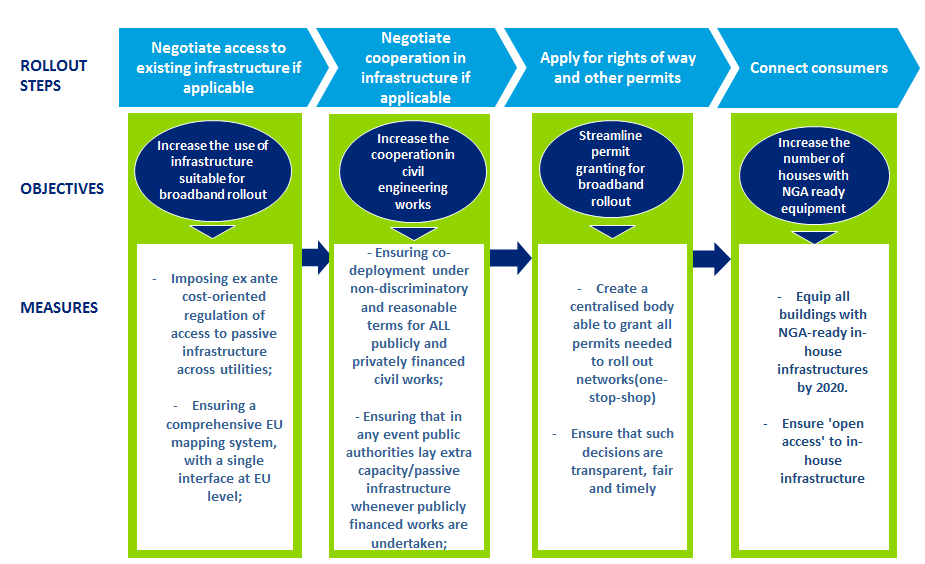 ROLLOUT
STEPS
Negotiate access to
existing infrastructure if
applicable
Negotiate
cooperation in
infrastructure if
applicable
Apply for rights of way
and other permits
Connect consumers
OBJECTIVES
Increase the use of
infrastructure
suitable for
broadband rollout
Increase the
cooperation in
civil
engineering
works
Streamline
permit
granting for
broadband
rollout
Increase the
number of
houses with
NGA ready
equipment
MEASURES
- Imposing ex ante
cost-oriented
regulation of
access to passive
infrastructure
across utilities;
- Ensuring a
comprehensive EU
mapping system,
with a single
interface at EU
level;
- Ensuring co-
deployment under
non-discriminatory
and reasonable
terms for ALL
publicly and
privately financed
civil works;
- Ensuring that in
any event public
authorities lay extra
capacity/passive
infrastructure
whenever publicly
financed works are
undertaken;
- Create a
centralised body
able to grant all
permits needed
to roll out
networks(one-
stop-shop)
- Ensure that such
decisions are
transparent, fair
and timely
- Equip all
buildings with
NGA-ready in-
house
infrastructures
by 2020.
- Ensure 'open
access' to in-
house
infrastructure